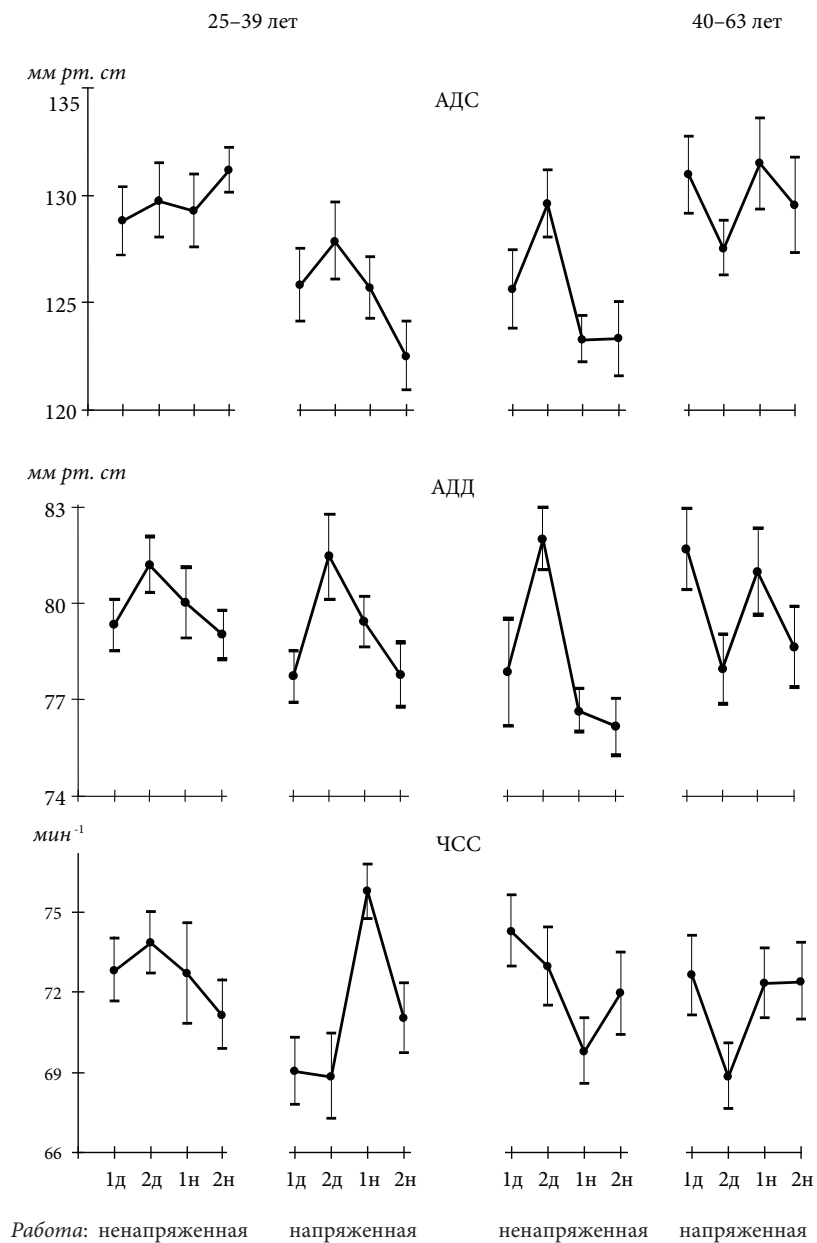 25–39 лет 40–63 лет
мм рт. ст
АДС
135
130
125
120
мм рт. ст
АДД
83
80
77
74
мин⁻¹
ЧСС
75
72
69
66
1д 2д 1н 2н 1д 2д 1н 2н 1д 2д 1н 2н 1д 2д 1н 2н
Работа: ненапряженная напряженная ненапряженная напряженная